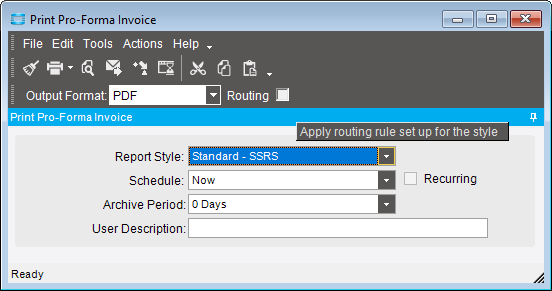 Print Pro-Forma Invoice
File Edit Tools Actions Help
Output Format: PDF Routing
Print Pro-Forma Invoice
Apply routing rule set up for the style
Report Style: Standard - SSRS
Schedule: Now Recurring
Archive Period: 0 Days
User Description:
Ready